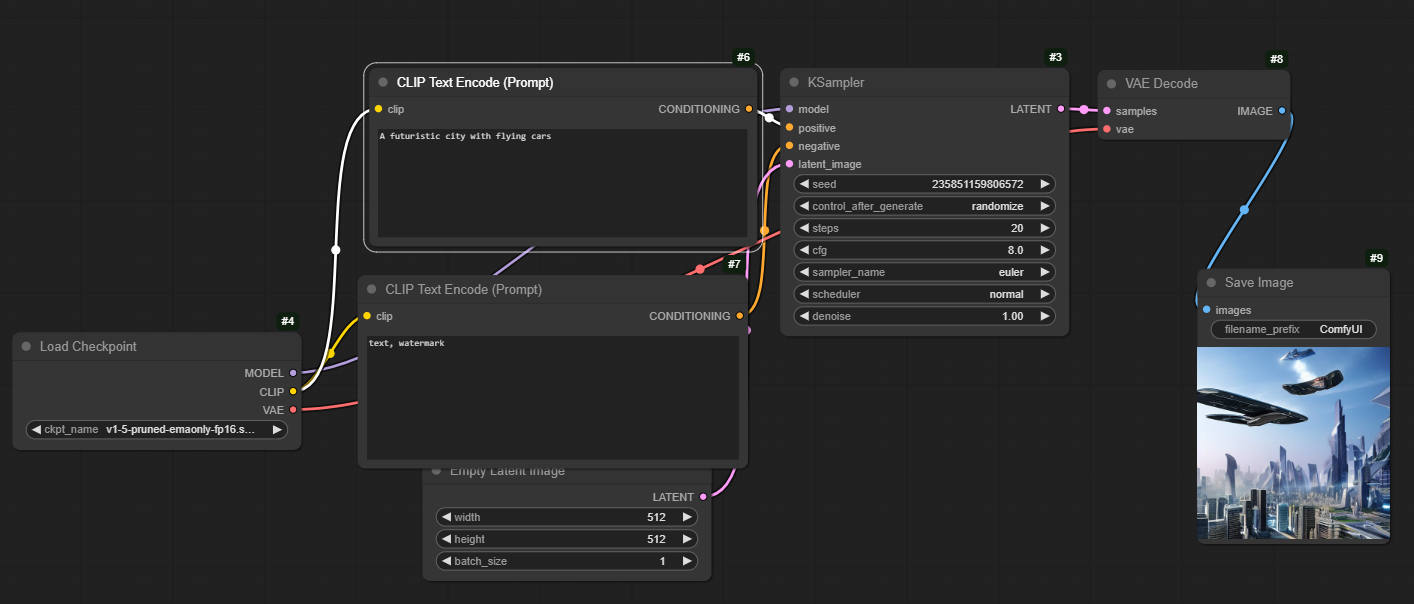 #6
CLIP Text Encode (Prompt)
clip CONDITIONING
A futuristic city with flying cars
#3
KSampler
model LATENT
positive
negative
latent_image
seed 235851159806572
control_after_generate randomize
steps 20
cfg 8.0
sampler_name euler
scheduler normal
denoise 1.00
#8
VAE Decode
samples IMAGE
vae
#7
CLIP Text Encode (Prompt)
clip CONDITIONING
text, watermark
#4
Load Checkpoint
MODEL
CLIP
VAE
ckpt_name v1-5-pruned-emaonly-fp16.s...
Empty Latent Image
LATENT
width 512
height 512
batch_size 1
#9
Save Image
images
filename_prefix ComfyUI